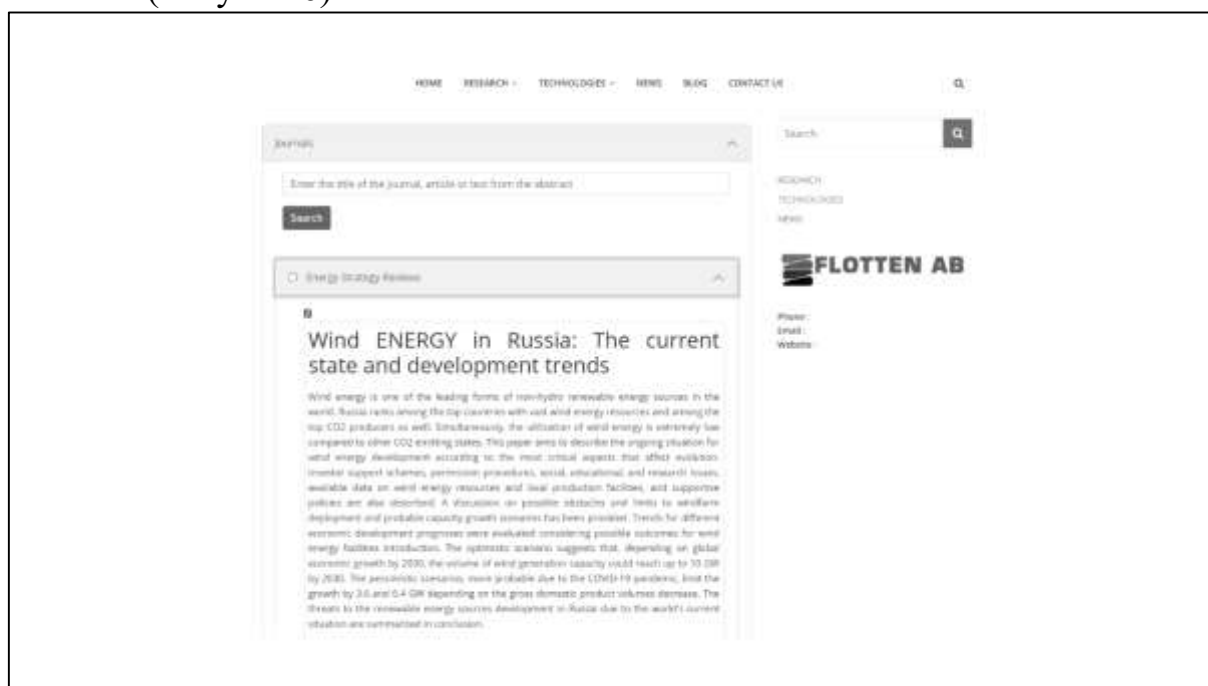 HOME RESEARCH TECHNOLOGIES NEWS BLOG CONTACT US
Journals
Enter the title of the journal, article or text from the abstract
Search
Energy Strategy Reviews
Wind ENERGY in Russia: The current
state and development trends
Wind energy is one of the leading forms of non-hydro renewable energy sources in the
world. Russia ranks among the top countries with vast wind energy resources and among the
top CO2 producers as well. Simultaneously, the utilization of wind energy is extremely low
compared to other CO2 emitting states. This paper aims to describe the ongoing situation for
wind energy development according to the most critical aspects that affect evolution.
Investor support schemes, permission procedures, social, educational, and research issues,
available data on wind energy resources and local production facilities, and supportive
policies are also described. A discussion on possible obstacles and limits to windfarm
deployment and probable capacity growth scenarios has been provided. Trends for different
economic development prognoses were evaluated considering possible outcomes for wind
energy facilities introduction. The optimistic scenario suggests that, depending on global
economic growth by 2030, the volume of wind generation capacity could reach up to 10 GW
by 2030. The pessimistic scenarios, more probable due to the COVID-19 pandemic, limit the
growth by 3.6 and 6.4 GW depending on the gross domestic product volumes decrease. The
threats to the renewable energy sources development in Russia due to the world's current
situation are summarized in conclusion.
Search
RESEARCH
TECHNOLOGIES
NEWS
FLOTTEN AB
Phone:
Email:
Website: